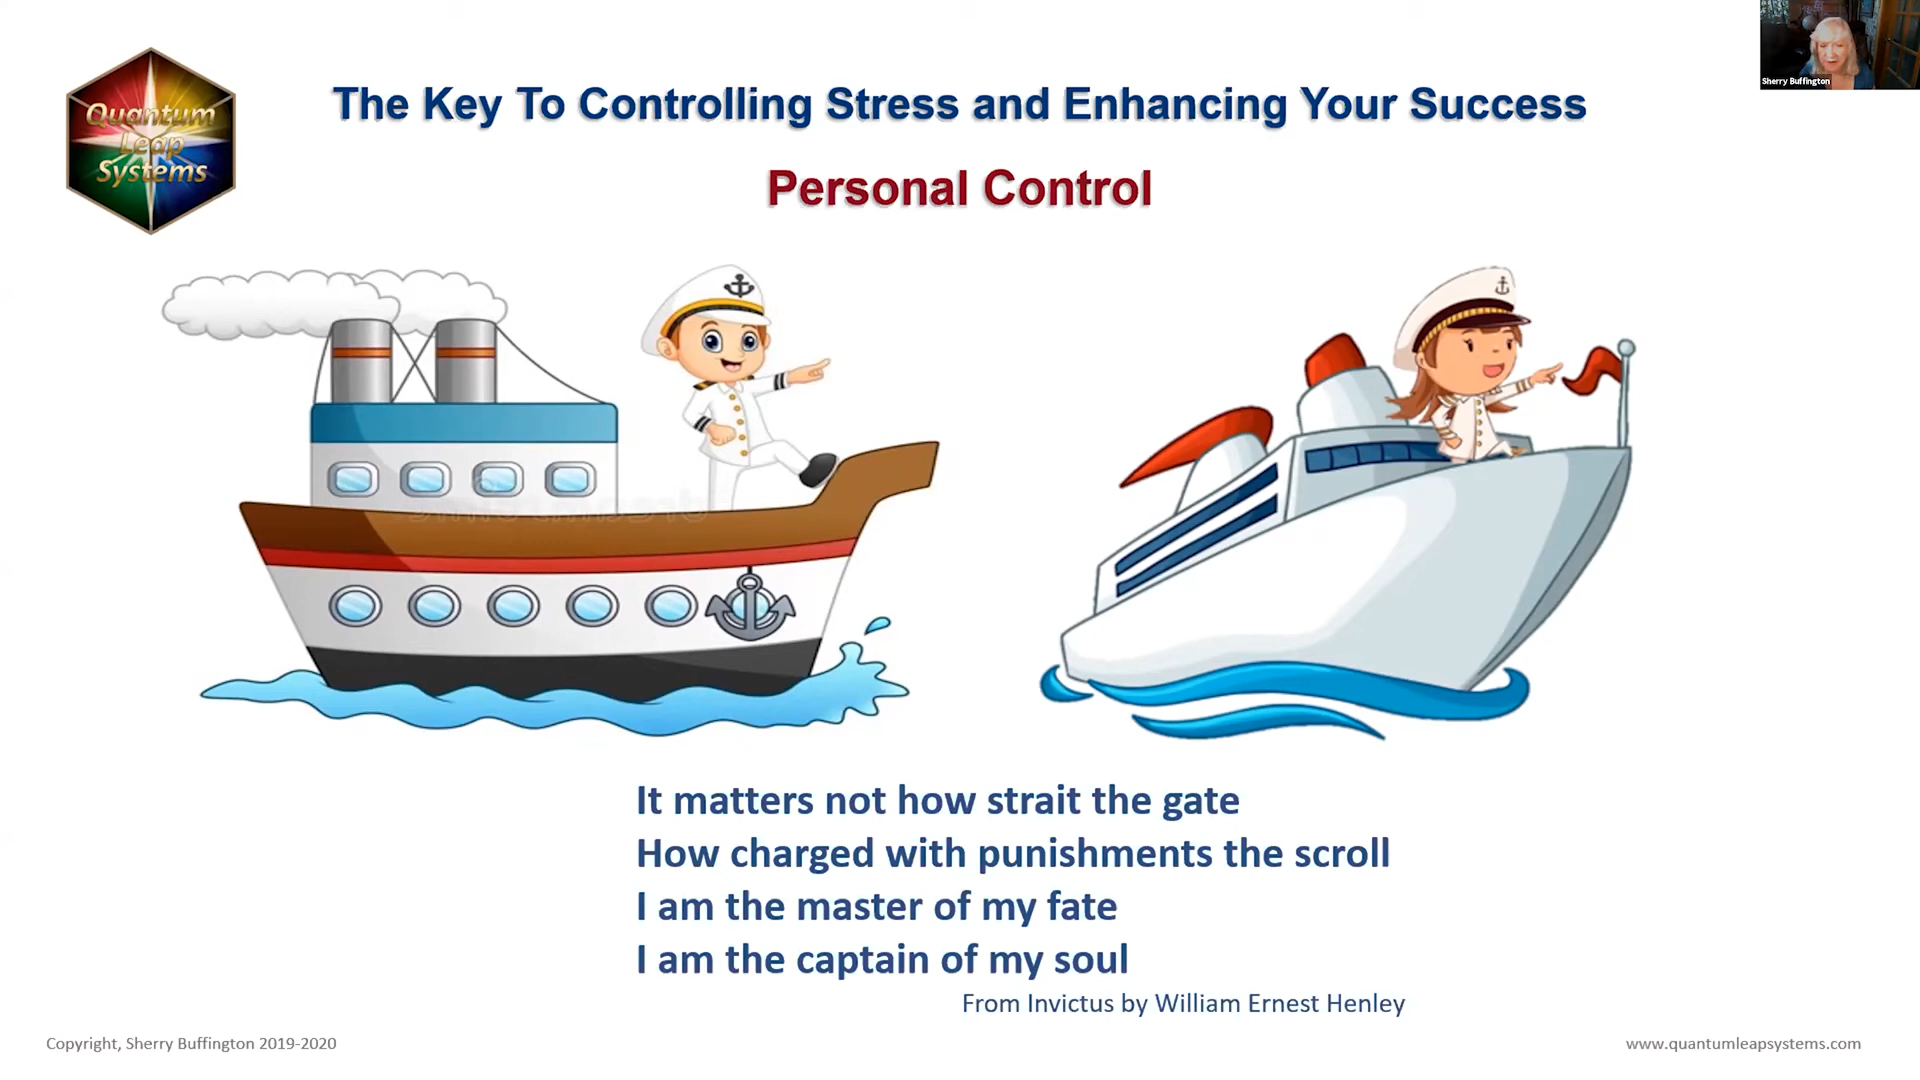 Quantum
Leap
Systems
The Key To Controlling Stress and Enhancing Your Success
Personal Control
Sherry Buffington
It matters not how strait the gate
How charged with punishments the scroll
I am the master of my fate
I am the captain of my soul
From Invictus by William Ernest Henley
Copyright, Sherry Buffington 2019-2020
www.quantumleapsystems.com